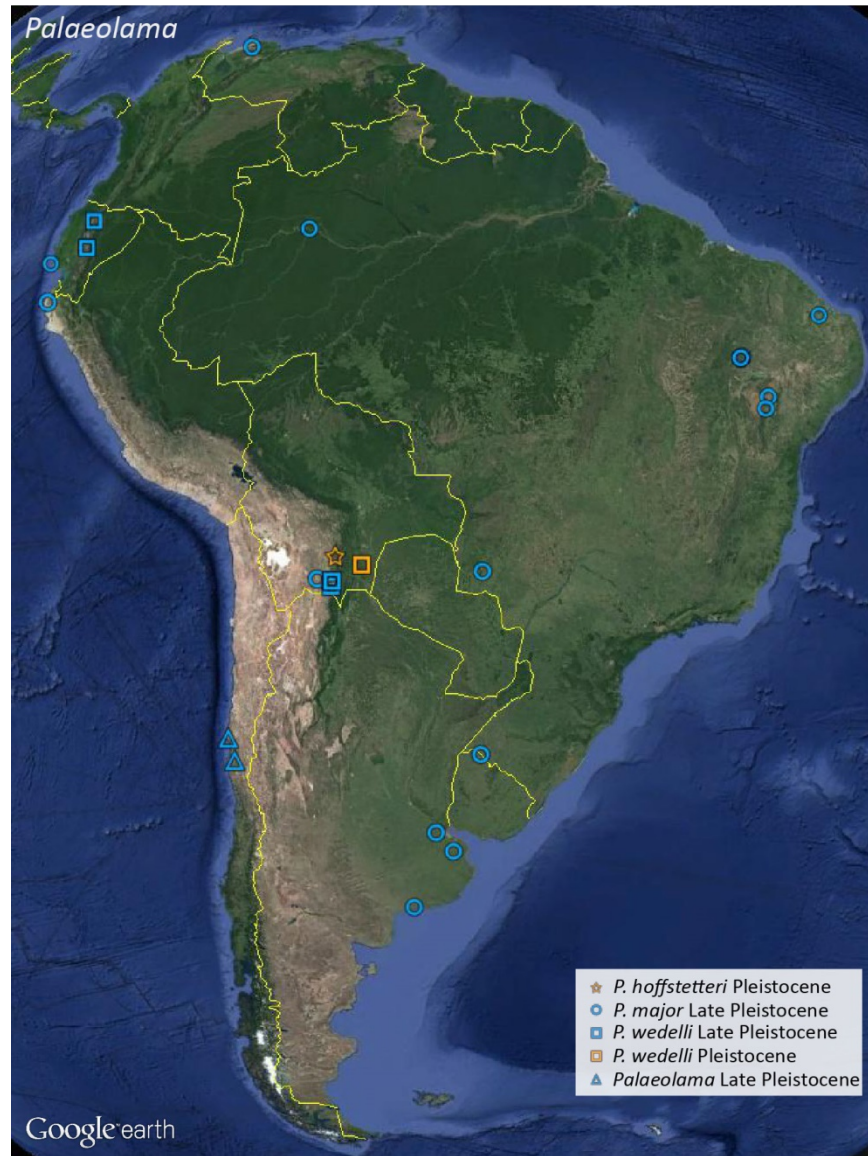 Palaeolama
P. hoffstetteri Pleistocene
P. major Late Pleistocene
P. wedelli Late Pleistocene
P. wedelli Pleistocene
Palaeolama Late Pleistocene
Google earth